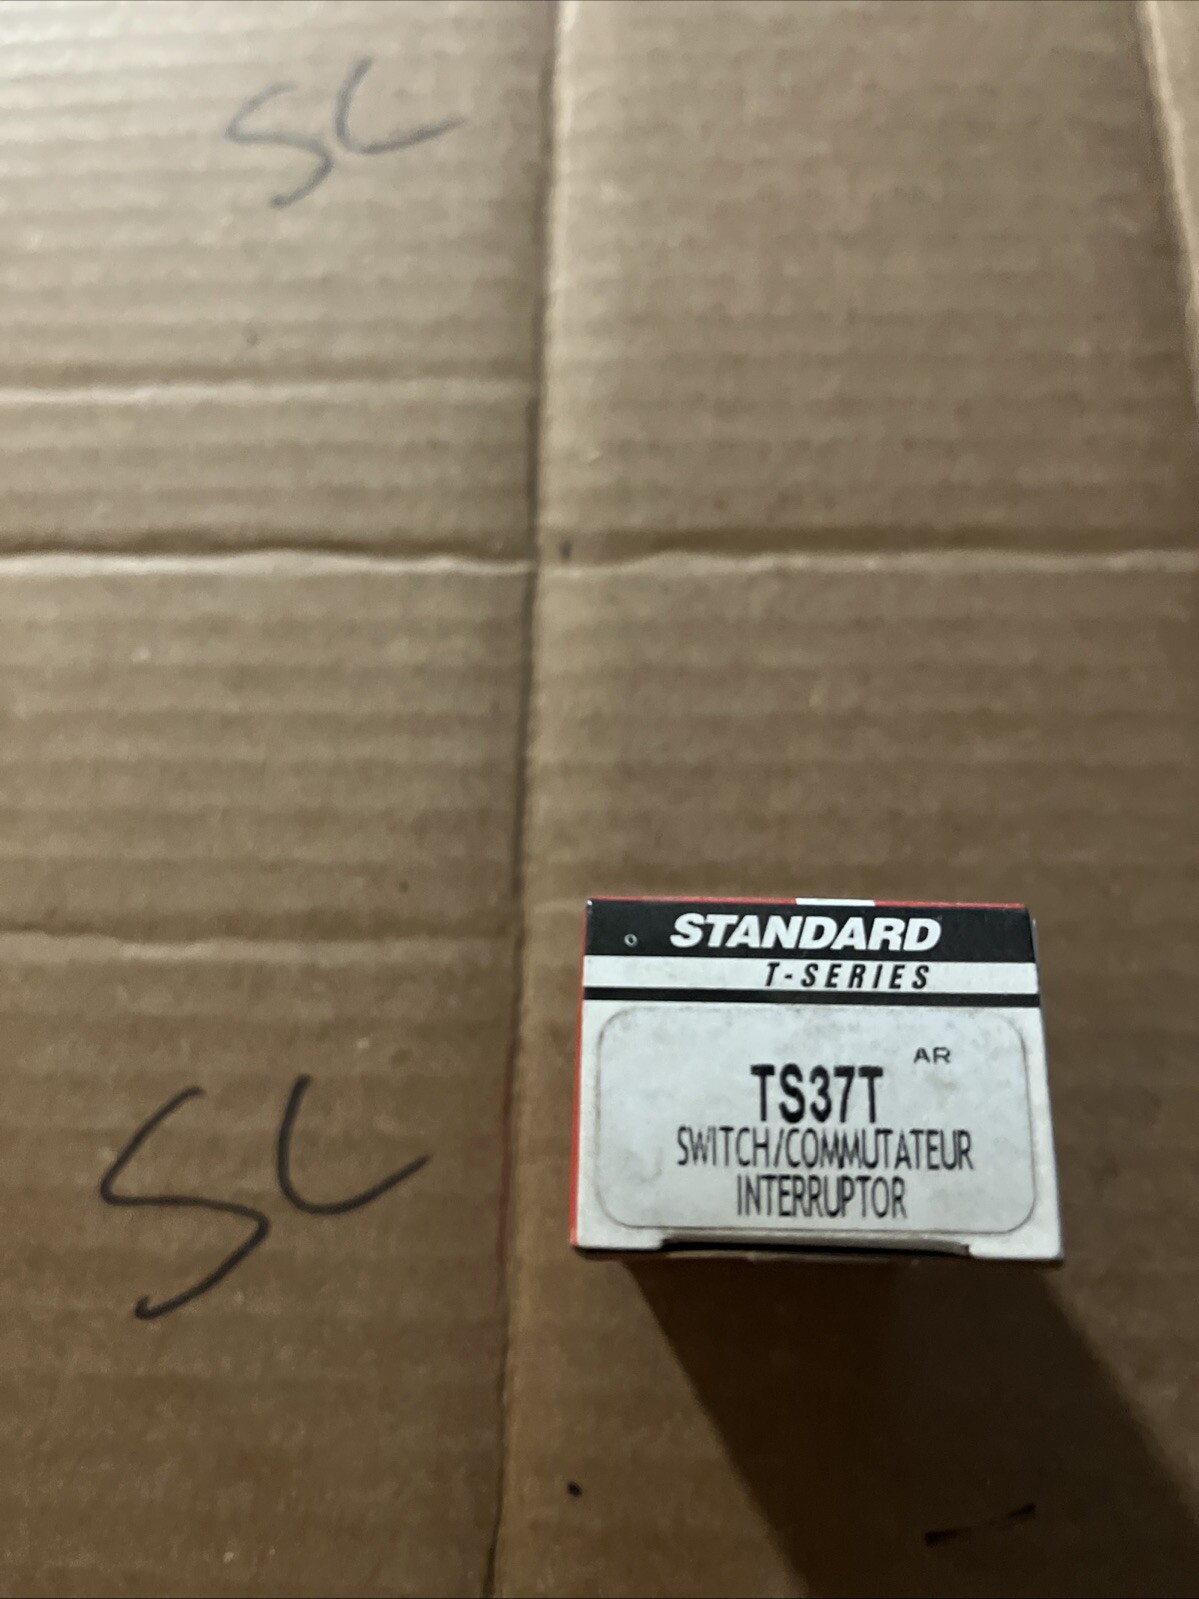 SL
STANDARD
T-SERIES
AR
TS37T
SWITCH/COMMUTATEUR
INTERRUPTOR
SL